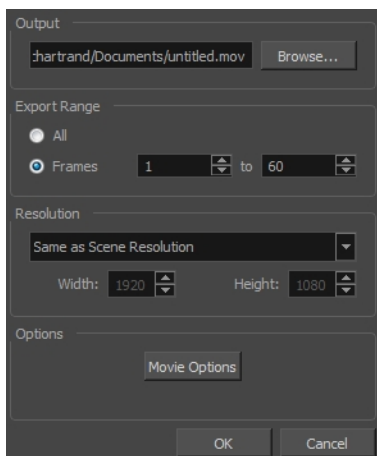 Output
:hartrand/Documents/untitled.mov Browse...
Export Range
All
Frames 1 to 60
Resolution
Same as Scene Resolution
Width: 1920 Height: 1080
Options
Movie Options
OK Cancel